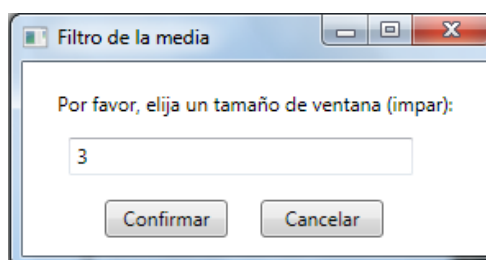 Filtro de la media
Por favor, elija un tamaño de ventana (impar):
3
Confirmar
Cancelar